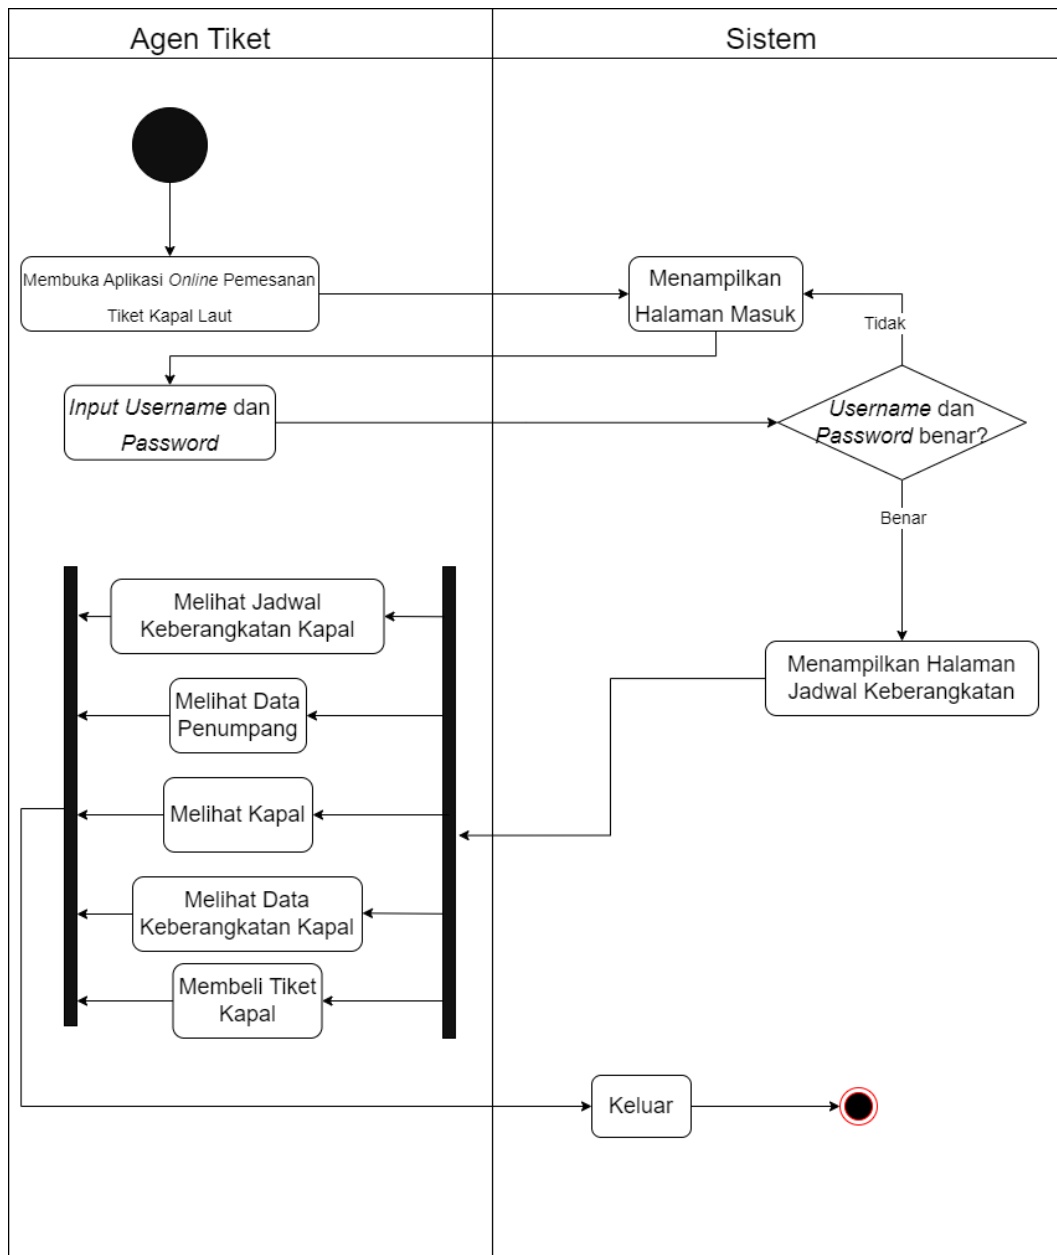 Agen Tiket
Sistem
Membuka Aplikasi Online Pemesanan
Tiket Kapal Laut
Menampilkan
Halaman Masuk
Tidak
Input Username dan
Password
Username dan
Password benar?
Benar
Melihat Jadwal
Keberangkatan Kapal
Menampilkan Halaman
Jadwal Keberangkatan
Melihat Data
Penumpang
Melihat Kapal
Melihat Data
Keberangkatan Kapal
Membeli Tiket
Kapal
Keluar